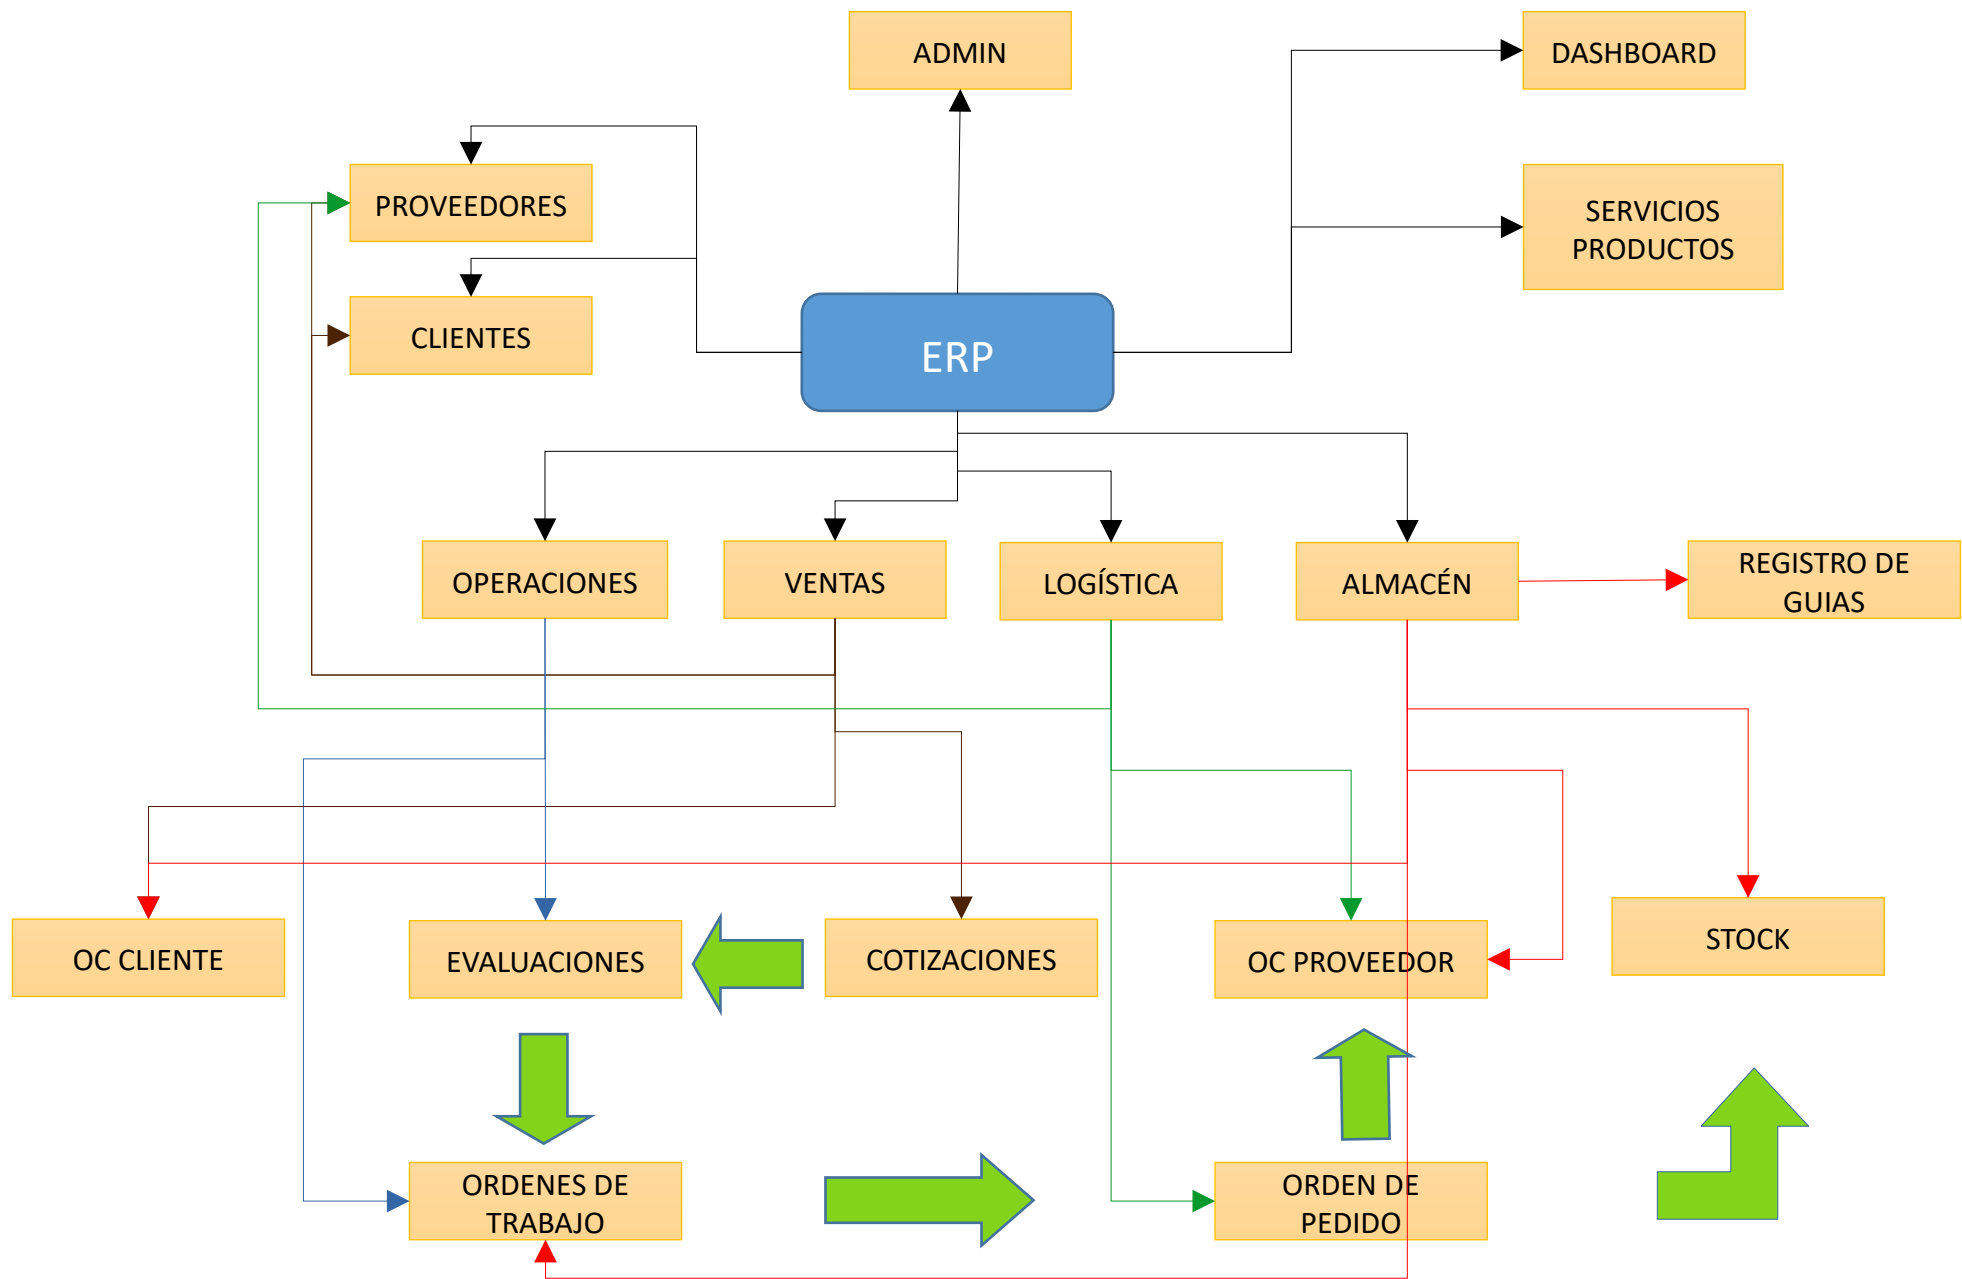 ADMIN
DASHBOARD
PROVEEDORES
SERVICIOS
PRODUCTOS
CLIENTES
ERP
OPERACIONES
VENTAS
LOGÍSTICA
ALMACÉN
REGISTRO DE
GUIAS
OC CLIENTE
EVALUACIONES
COTIZACIONES
OC PROVEEDOR
STOCK
ORDENES DE
TRABAJO
ORDEN DE
PEDIDO